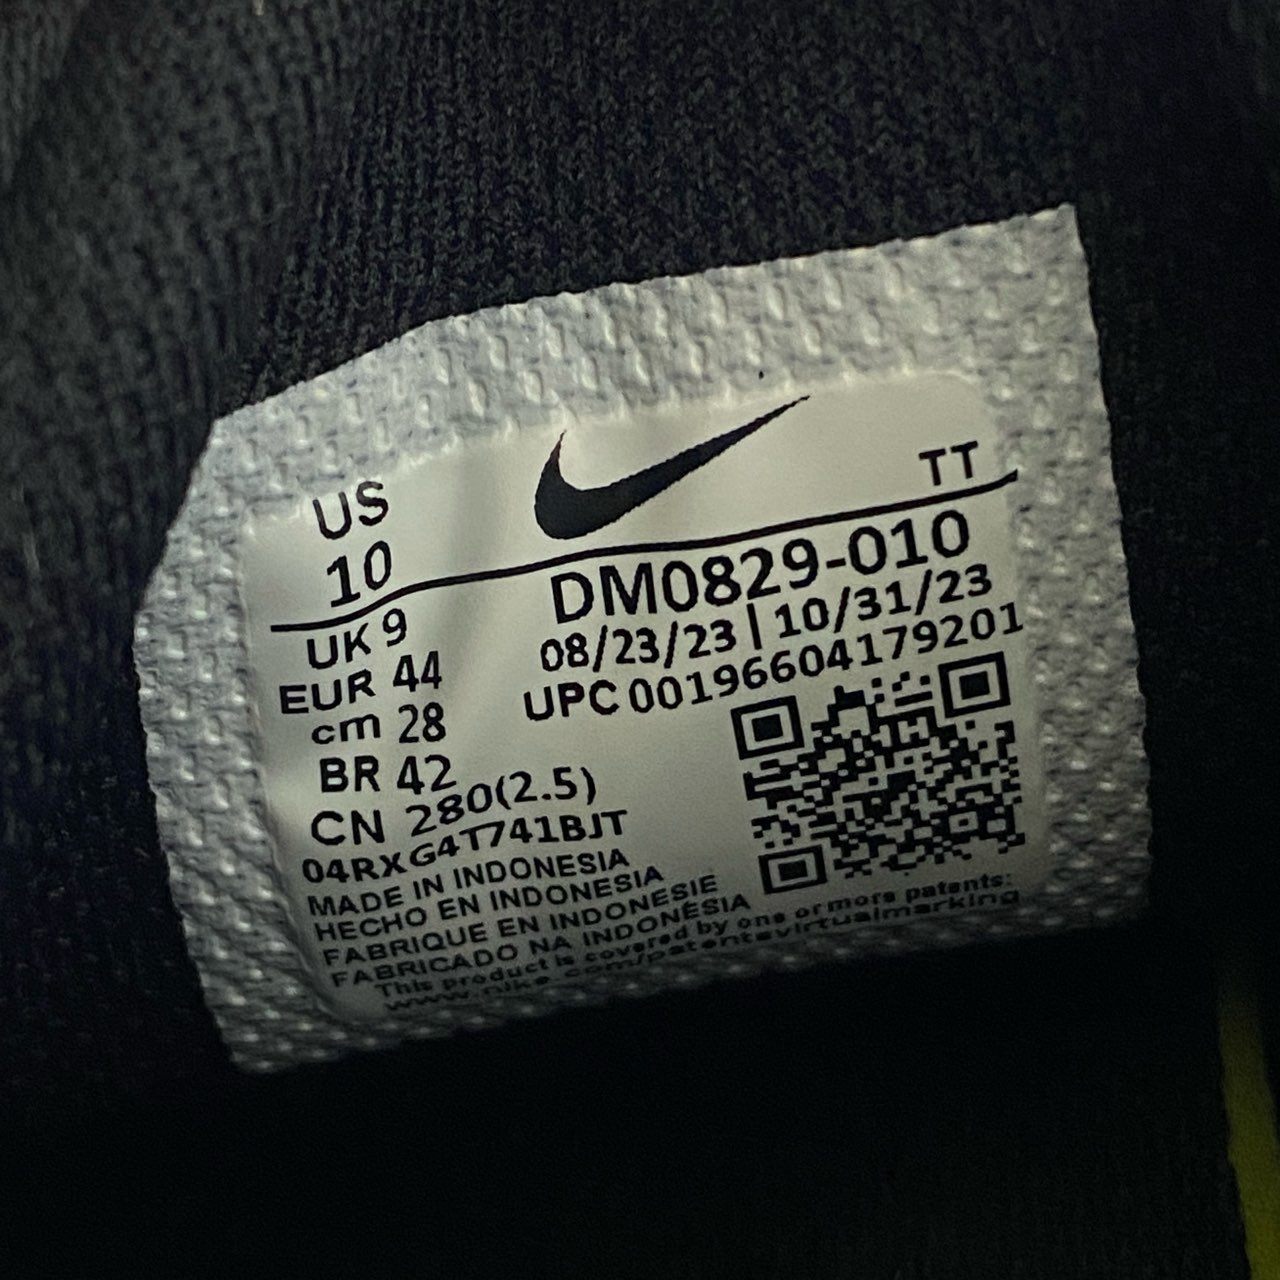 US
10
TT
UK 9
EUR 44
cm 28
BR 42
CN 280(2.5)
DM0829-010
08/23/23 | 10/31/23
UPC 00196604179201
04RXG4T741BJT
MADE IN INDONESIA
HECHO EN INDONESIA
FABRIQUE EN INDONESIE
FABRICADO NA INDONÉSIA
This product is covered by one or more patents:
www.nike.com/patentsvirtualmarking